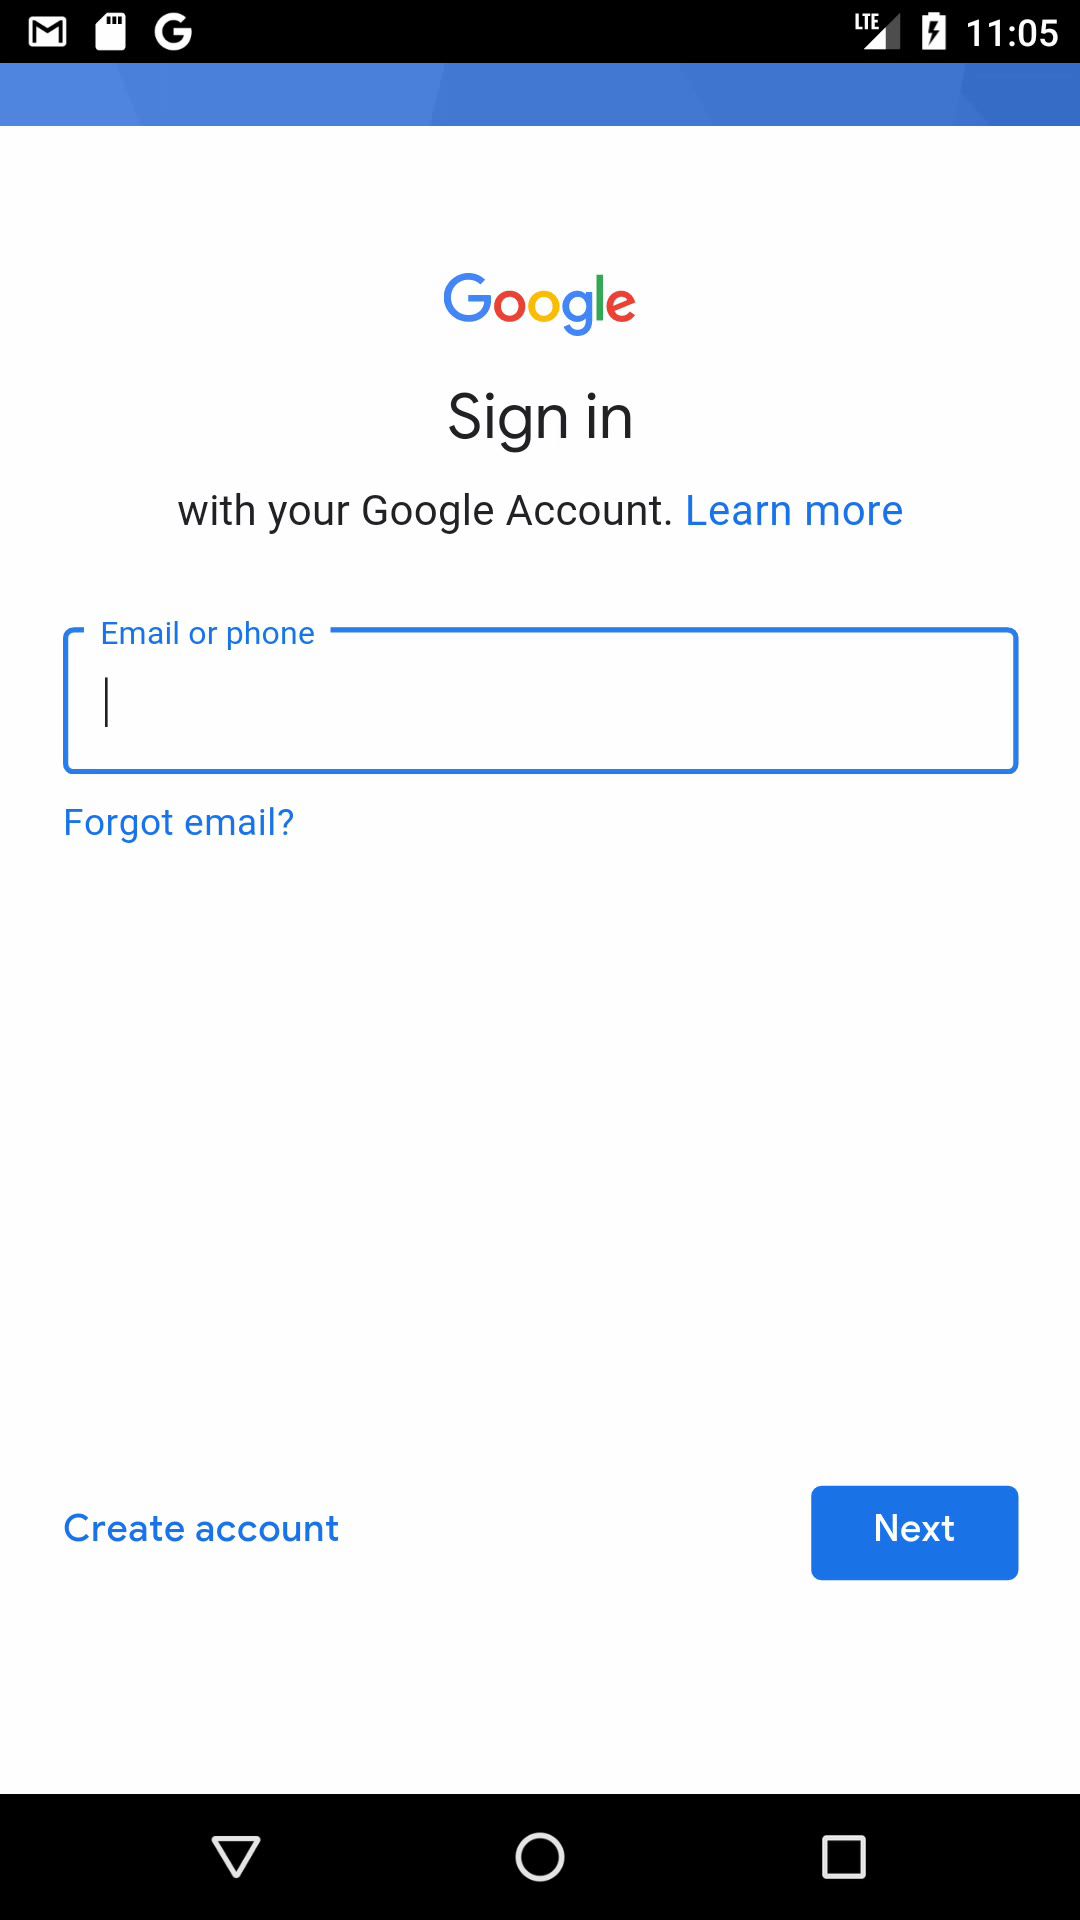 LTE 11:05
Google
Sign in
with your Google Account. Learn more
Email or phone
Forgot email?
Create account
Next